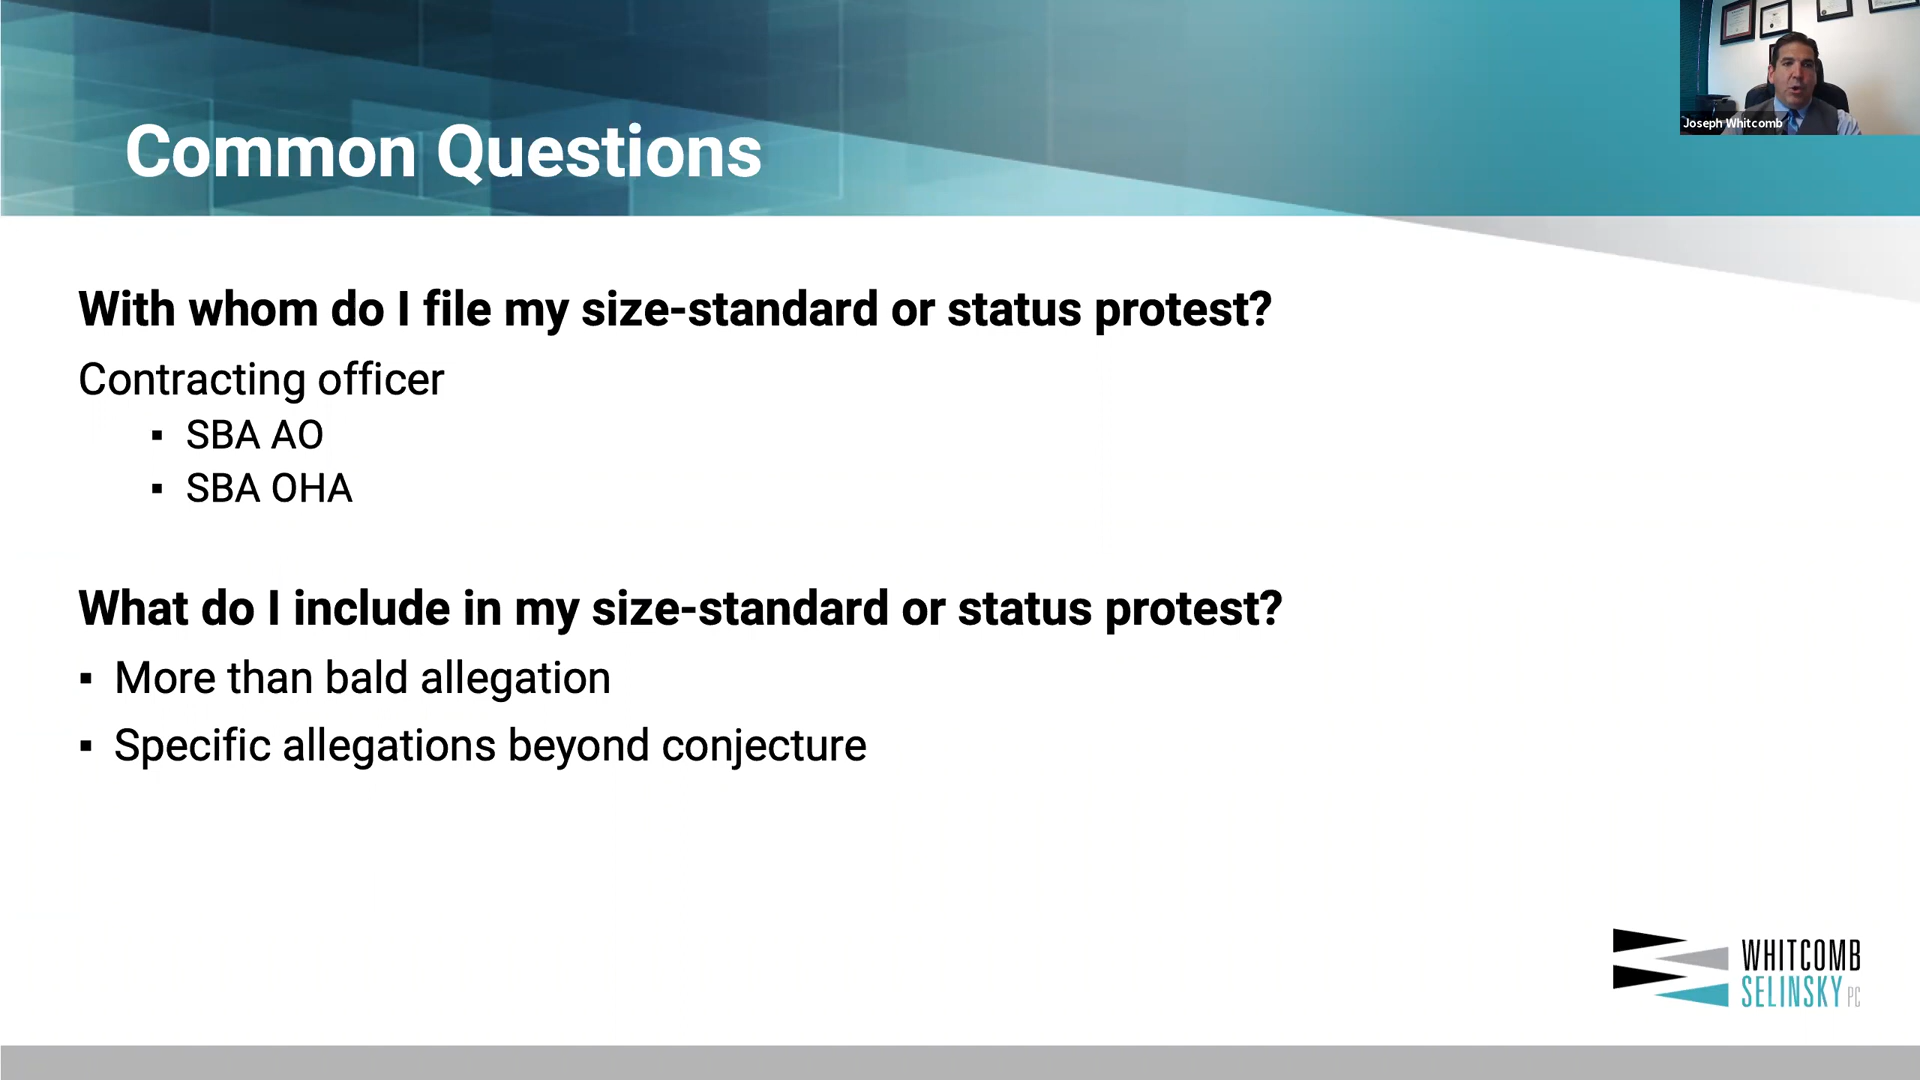 Common Questions
Joseph Whitcomb
With whom do I file my size-standard or status protest?
Contracting officer
▪ SBA AO
▪ SBA OHA
What do I include in my size-standard or status protest?
▪ More than bald allegation
▪ Specific allegations beyond conjecture
WHITCOMB
SELINSKY PC